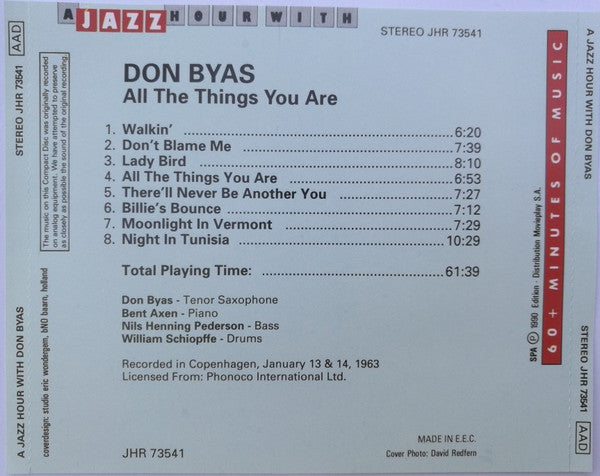 A JAZZ HOUR WITH
STEREO JHR 73541
DON BYAS
All The Things You Are
1. Walkin' 6:20
2. Don't Blame Me 7:39
3. Lady Bird 8:10
4. All The Things You Are 6:53
5. There'll Never Be Another You 7:27
6. Billie's Bounce 7:12
7. Moonlight In Vermont 7:29
8. Night In Tunisia 10:29
Total Playing Time: 61:39
Don Byas - Tenor Saxophone
Bent Axen - Piano
Nils Henning Pederson - Bass
William Schiopffe - Drums
Recorded in Copenhagen, January 13 & 14, 1963
Licensed From: Phonoco International Ltd.
JHR 73541
MADE IN E.E.C.
Cover Photo: David Redfern
A JAZZ HOUR WITH DON BYAS
STEREO JHR 73541
AAD
The music on this Compact Disc was originally recorded
on analog equipment. We have attempted to preserve
as closely as possible the sound of the original recording.
coverdesign: studio eric wondergem, bNO baarn, holland
60+ MINUTES OF MUSIC
SPA Ⓟ 1990 Edition - Distribution Movieplay S.A.
A JAZZ HOUR WITH DON BYAS
STEREO JHR 73541
AAD